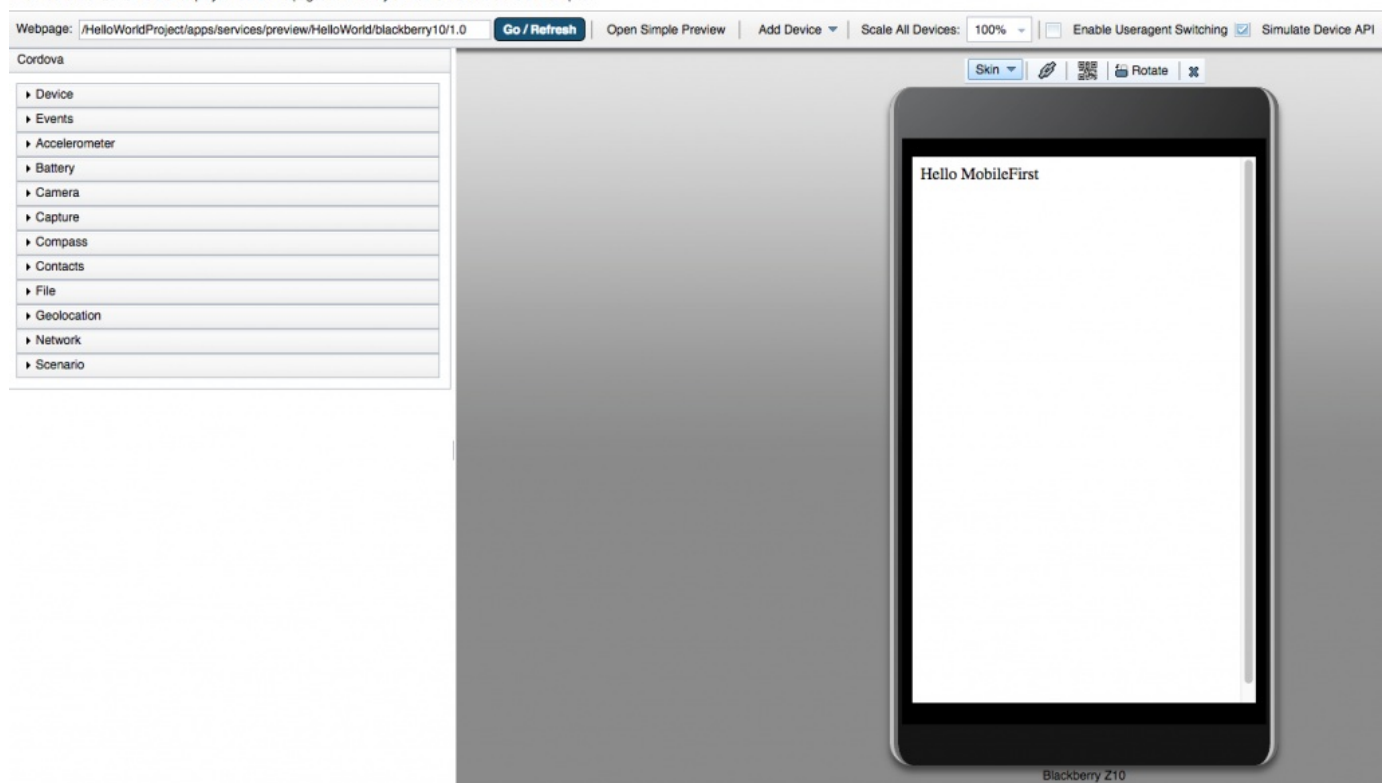 Webpage: /HelloWorldProject/apps/services/preview/HelloWorld/blackberry10/1.0 Go / Refresh Open Simple Preview Add Device Scale All Devices: 100% Enable Useragent Switching Simulate Device API
Cordova
Skin Rotate
Device
Events
Accelerometer
Battery
Camera
Capture
Compass
Contacts
File
Geolocation
Network
Scenario
Hello MobileFirst
Blackberry Z10